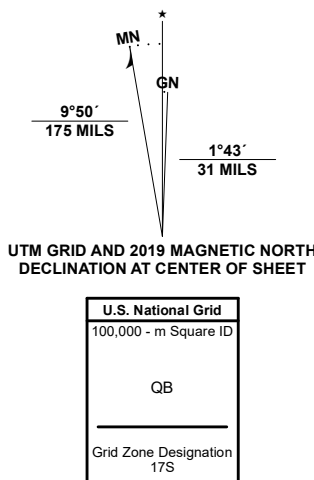 ★
MN
GN
9°50´
175 MILS
1°43´
31 MILS
UTM GRID AND 2019 MAGNETIC NORTH
DECLINATION AT CENTER OF SHEET
U.S. National Grid
100,000 - m Square ID
QB
Grid Zone Designation
17S